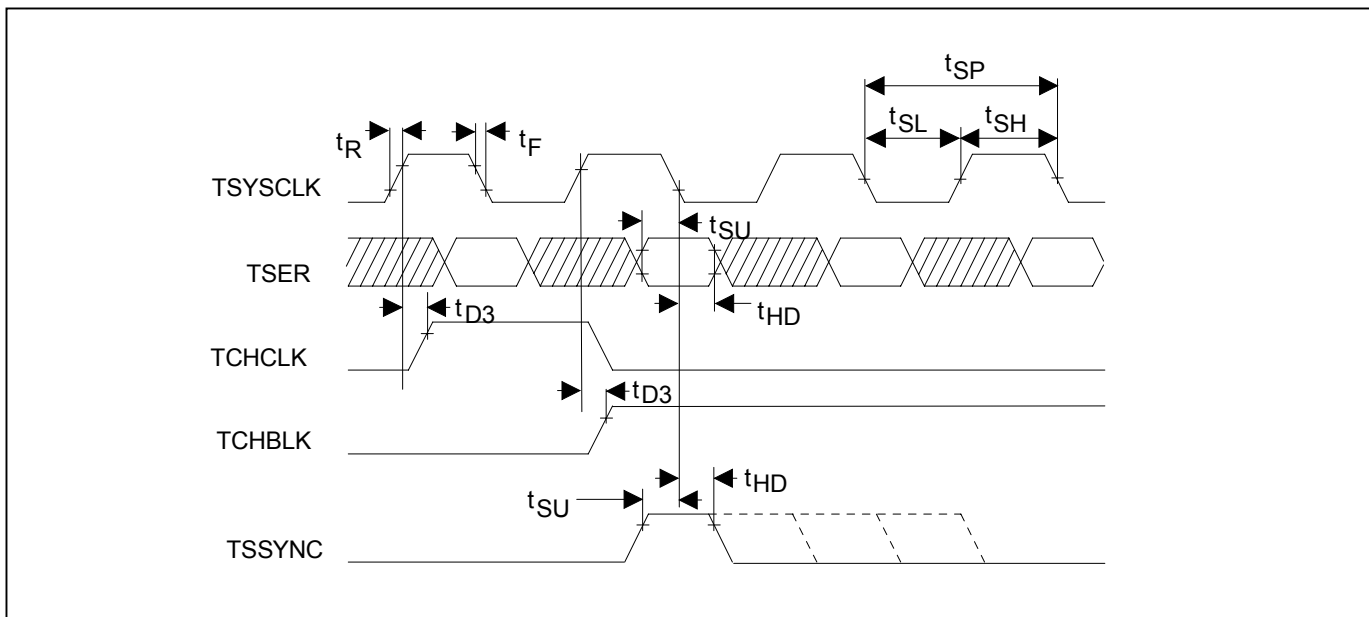 tSP
tSL
tSH
tR
tF
TSYSCLK
tSU
TSER
tD3
tHD
TCHCLK
tD3
TCHBLK
tHD
tSU
TSSYNC